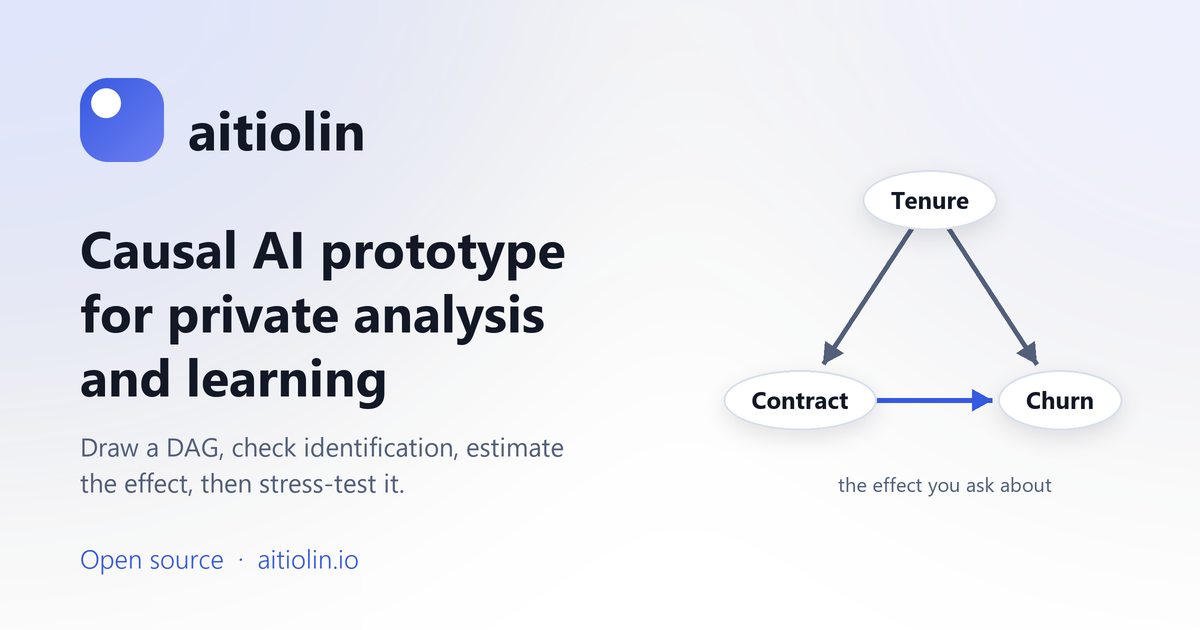 aitiolin
Causal AI prototype
for private analysis
and learning
Draw a DAG, check identification, estimate
the effect, then stress-test it.
Open source · aitiolin.io
Tenure
Contract
Churn
the effect you ask about